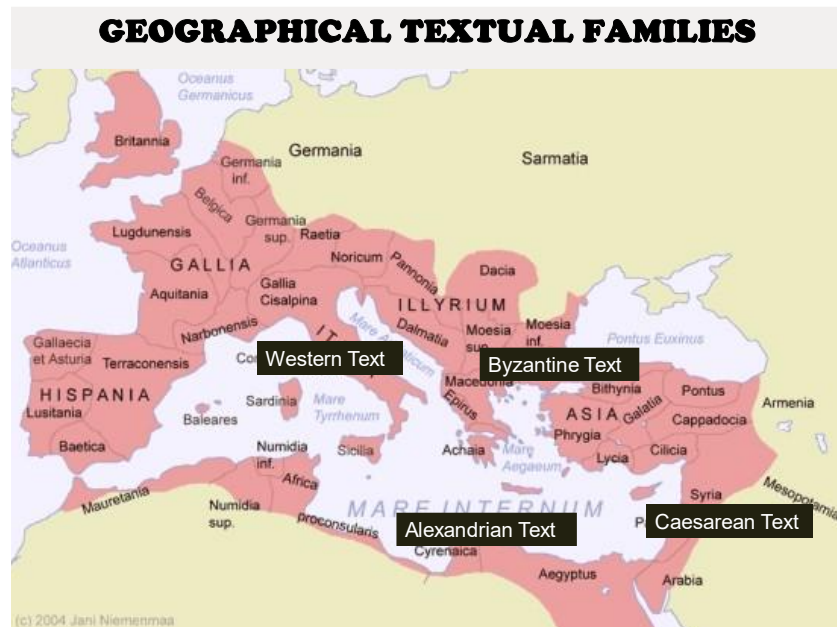 GEOGRAPHICAL TEXTUAL FAMILIES
Oceanus
Germanicus
Britannia
Germania
Sarmatia
Germania
inf.
Belgica
Oceanus
Atlanticus
Lugdunensis
Germania
sup.
Raetia
Noricum
Pannonia
Dacia
GALLIA
Gallia
Cisalpina
Aquitania
ILLYRIUM
Dalmatia
Moesia
sup.
Moesia
inf.
Pontus Euxinus
Narbonensis
Gallaecia
et Asturia
Terraconensis
Western Text
Byzantine Text
HISPANIA
Lusitania
Baetica
Baleares
Sardinia
Mare
Tyrrhenum
Macedonia
Epirus
Bithynia
Pontus
Galatia
ASIA
Cappadocia
Armenia
Phrygia
Lycia
Cilicia
Numidia
inf.
Sicilia
Achaia
Mare
Aegaeum
Africa
Mauretania
Numidia
sup.
proconsularis
MARE INTERNUM
Syria
Mesopotamia
Alexandrian Text
Caesarean Text
Cyrenaica
Aegyptus
Arabia
(c) 2004 Jani Niemenmaa